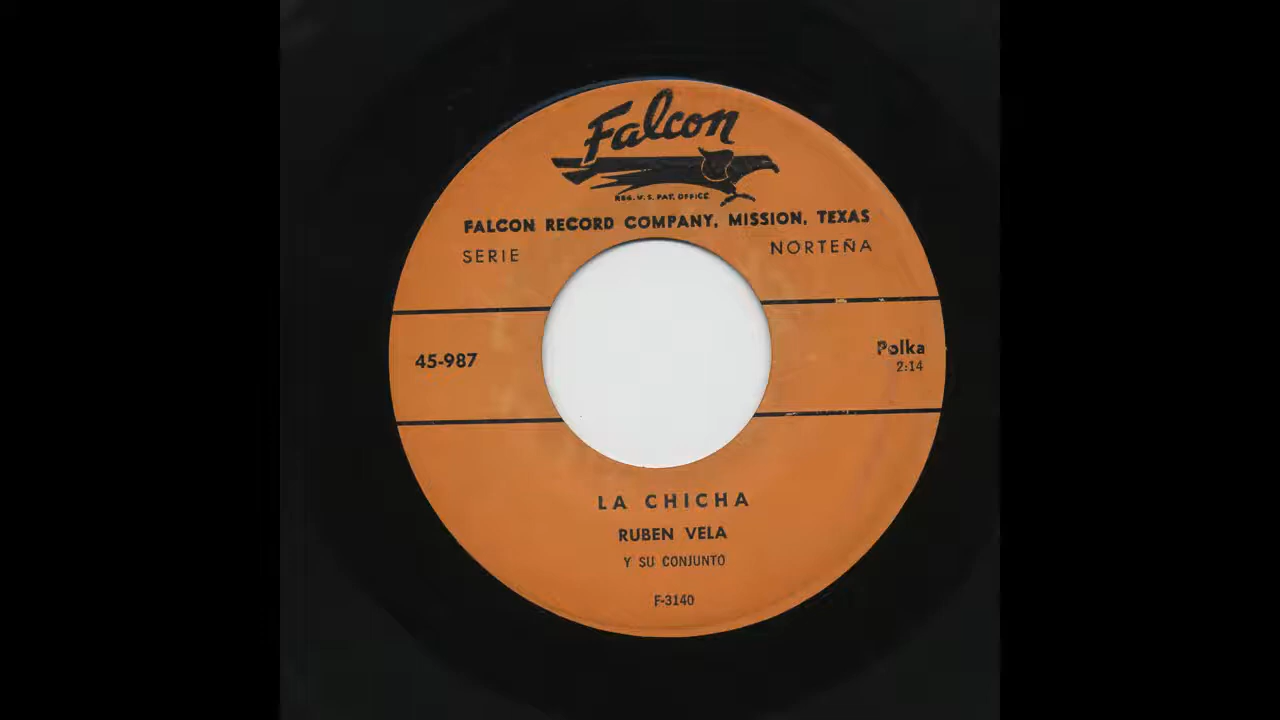 Falcon
REG. U.S. PAT. OFFICE
FALCON RECORD COMPANY, MISSION, TEXAS
SERIE NORTEÑA
45-987
Polka
2:14
LA CHICHA
RUBEN VELA
Y SU CONJUNTO
F-3140